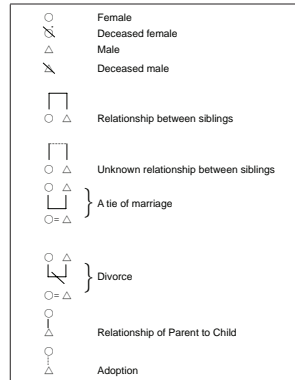 Female
Deceased female
Male
Deceased male
Relationship between siblings
Unknown relationship between siblings
A tie of marriage
Divorce
Relationship of Parent to Child
Adoption